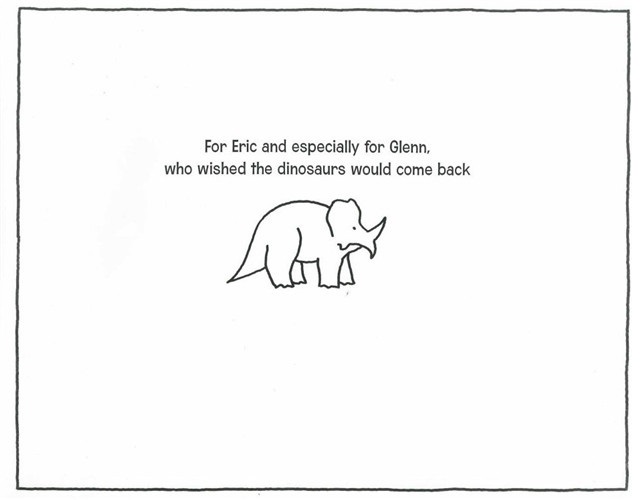 For Eric and especially for Glenn,
who wished the dinosaurs would come back